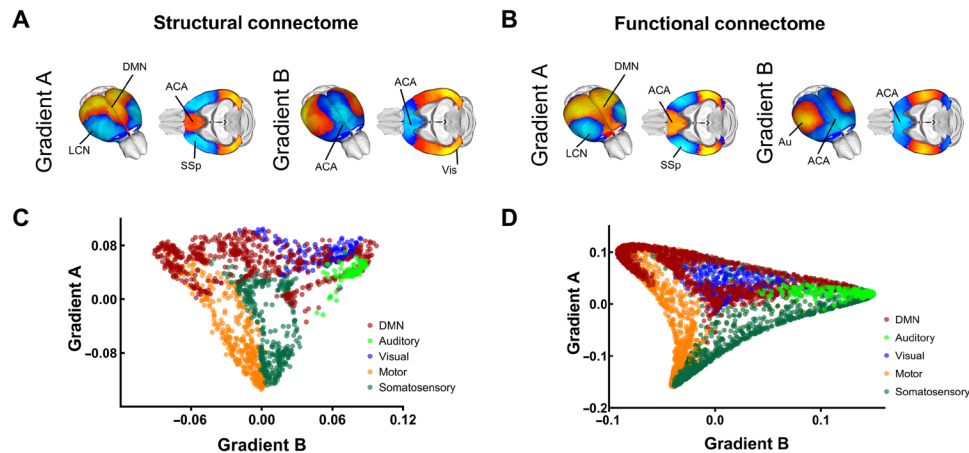 A
Structural connectome
Gradient A
DMN
LCN
ACA
SSp
Gradient B
ACA
ACA
Vis
B
Functional connectome
Gradient A
DMN
LCN
ACA
SSp
Gradient B
Au
ACA
ACA
C
Gradient A
0.08
0.00
−0.08
−0.06
0.00
0.06
0.12
Gradient B
DMN
Auditory
Visual
Motor
Somatosensory
D
Gradient A
0.1
0.0
−0.1
−0.2
−0.1
0.0
0.1
Gradient B
DMN
Auditory
Visual
Motor
Somatosensory